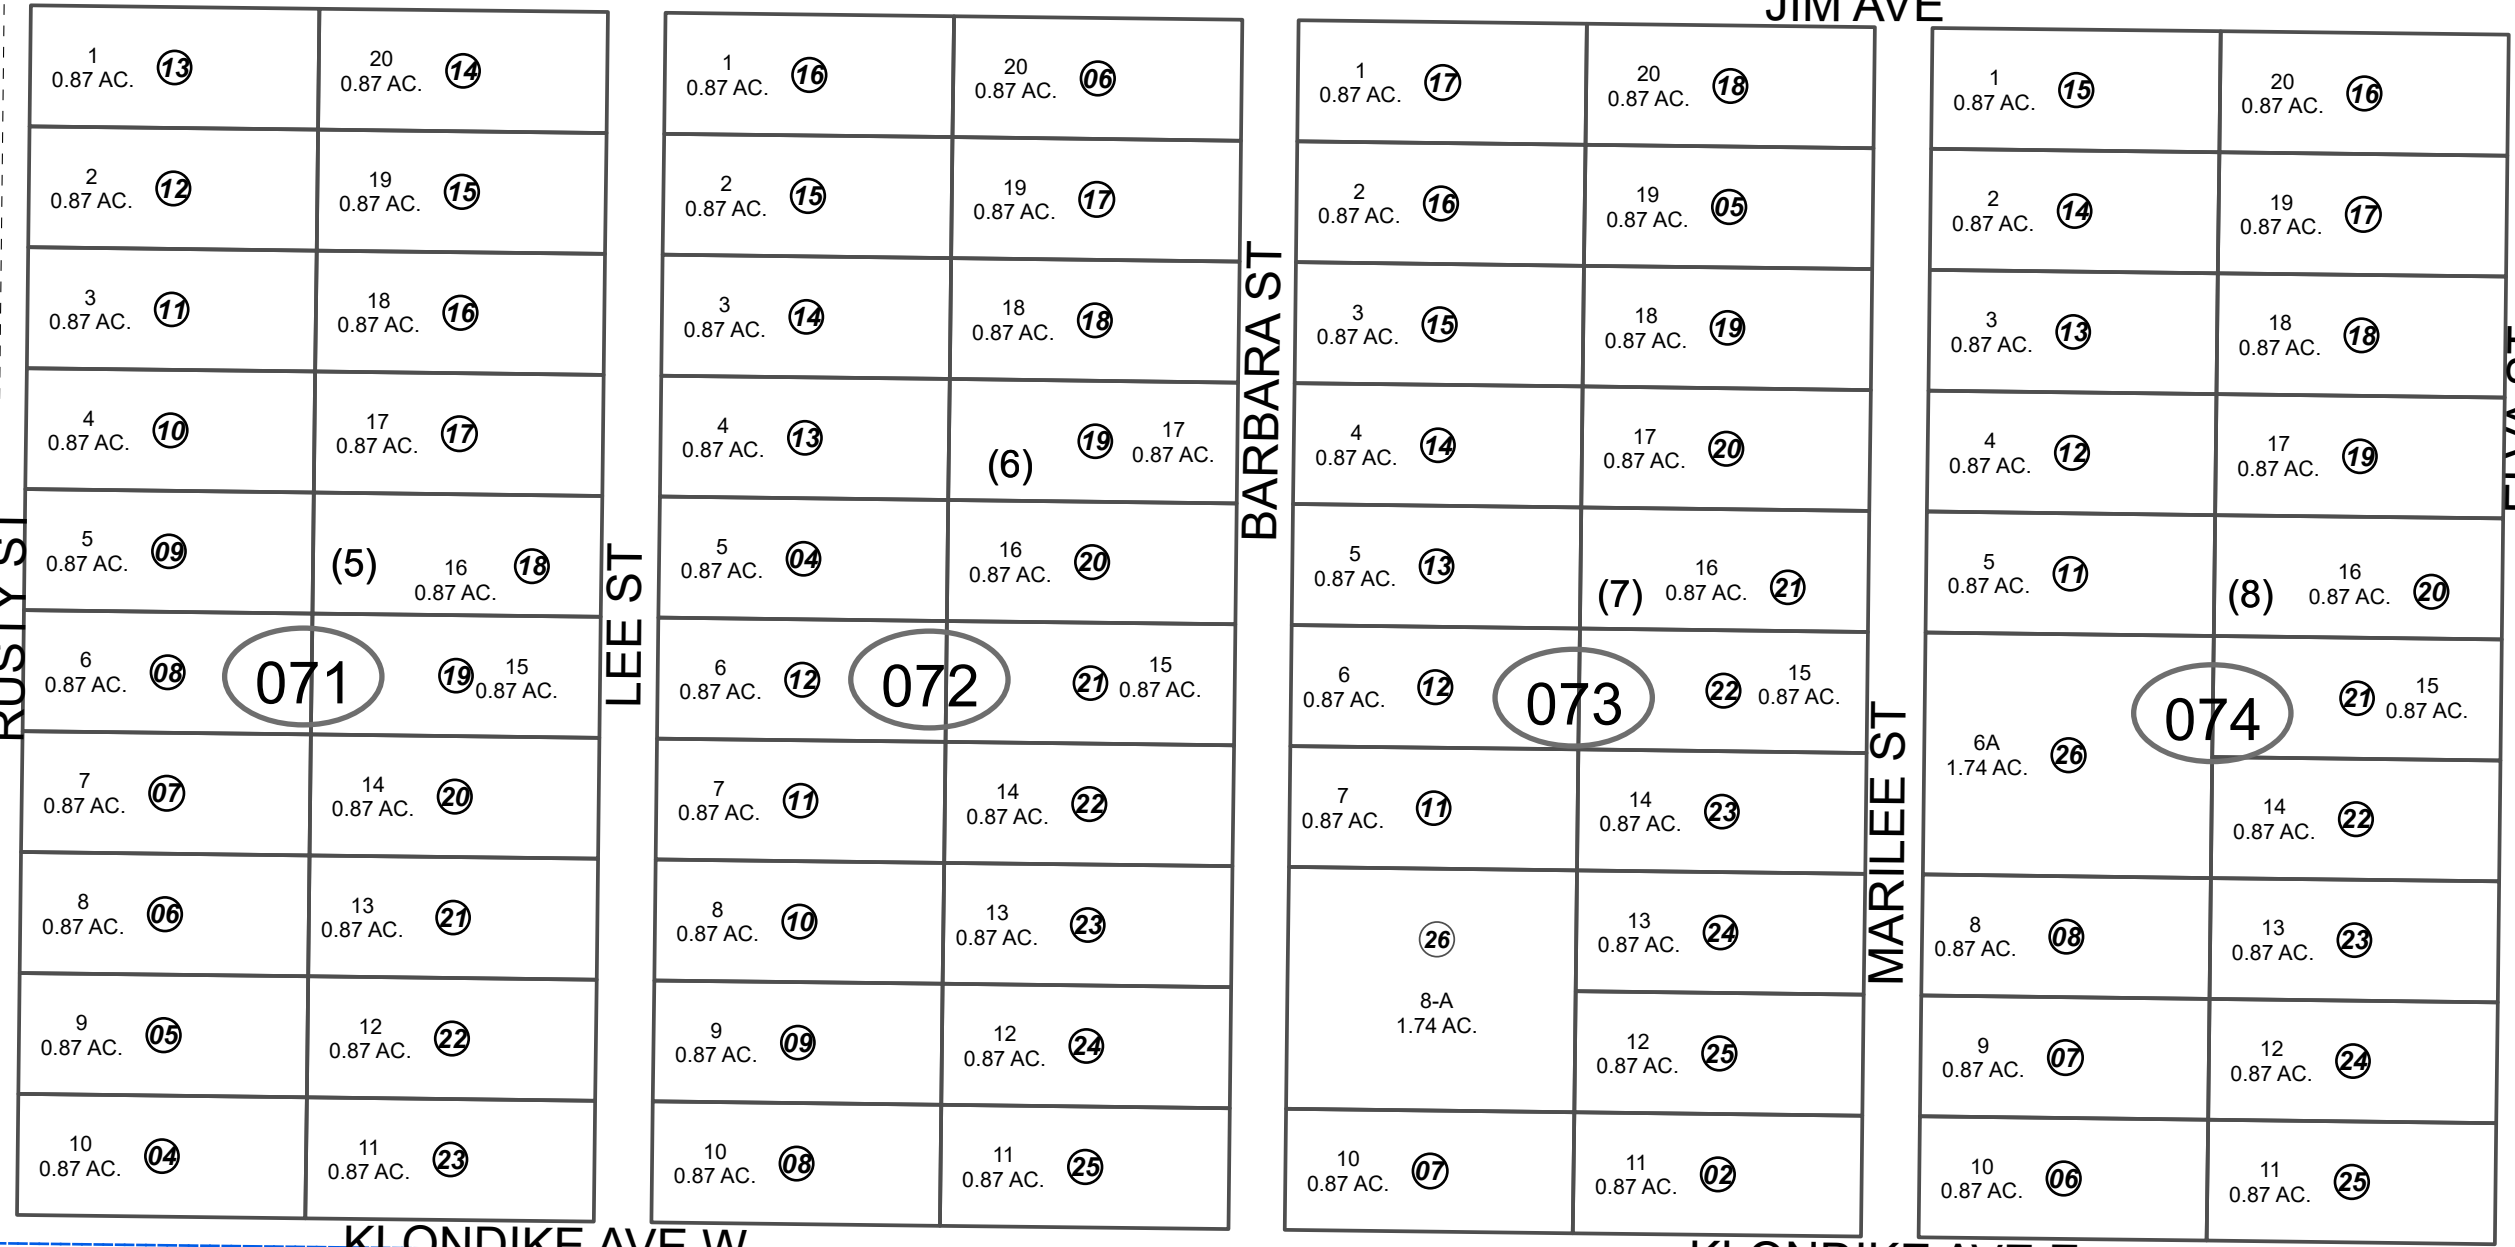 JIM AVE
1
0.87 AC.
13
20
0.87 AC.
14
2
0.87 AC.
12
19
0.87 AC.
15
3
0.87 AC.
11
18
0.87 AC.
16
4
0.87 AC.
10
17
0.87 AC.
17
5
0.87 AC.
09
(5)
16
0.87 AC.
18
6
0.87 AC.
08
071
19
15
0.87 AC.
7
0.87 AC.
07
14
0.87 AC.
20
8
0.87 AC.
06
13
0.87 AC.
21
9
0.87 AC.
05
12
0.87 AC.
22
10
0.87 AC.
04
11
0.87 AC.
23
RUSTY ST
LEE ST
1
0.87 AC.
16
20
0.87 AC.
06
2
0.87 AC.
15
19
0.87 AC.
17
3
0.87 AC.
14
18
0.87 AC.
18
4
0.87 AC.
13
(6)
19
17
0.87 AC.
5
0.87 AC.
04
16
0.87 AC.
20
6
0.87 AC.
12
072
21
15
0.87 AC.
7
0.87 AC.
11
14
0.87 AC.
22
8
0.87 AC.
10
13
0.87 AC.
23
9
0.87 AC.
09
12
0.87 AC.
24
10
0.87 AC.
08
11
0.87 AC.
25
BARBARA ST
1
0.87 AC.
17
20
0.87 AC.
18
2
0.87 AC.
16
19
0.87 AC.
05
3
0.87 AC.
15
18
0.87 AC.
19
4
0.87 AC.
14
17
0.87 AC.
20
5
0.87 AC.
13
(7)
16
0.87 AC.
21
6
0.87 AC.
12
073
22
15
0.87 AC.
7
0.87 AC.
11
14
0.87 AC.
23
26
8-A
1.74 AC.
13
0.87 AC.
24
12
0.87 AC.
25
10
0.87 AC.
07
11
0.87 AC.
02
MARILEE ST
1
0.87 AC.
15
20
0.87 AC.
16
2
0.87 AC.
14
19
0.87 AC.
17
3
0.87 AC.
13
18
0.87 AC.
18
4
0.87 AC.
12
17
0.87 AC.
19
5
0.87 AC.
11
(8)
16
0.87 AC.
20
6A
1.74 AC.
26
074
21
15
0.87 AC.
14
0.87 AC.
22
8
0.87 AC.
08
13
0.87 AC.
23
9
0.87 AC.
07
12
0.87 AC.
24
10
0.87 AC.
06
11
0.87 AC.
25
KLONDIKE AVE W
KLONDIKE AVE E